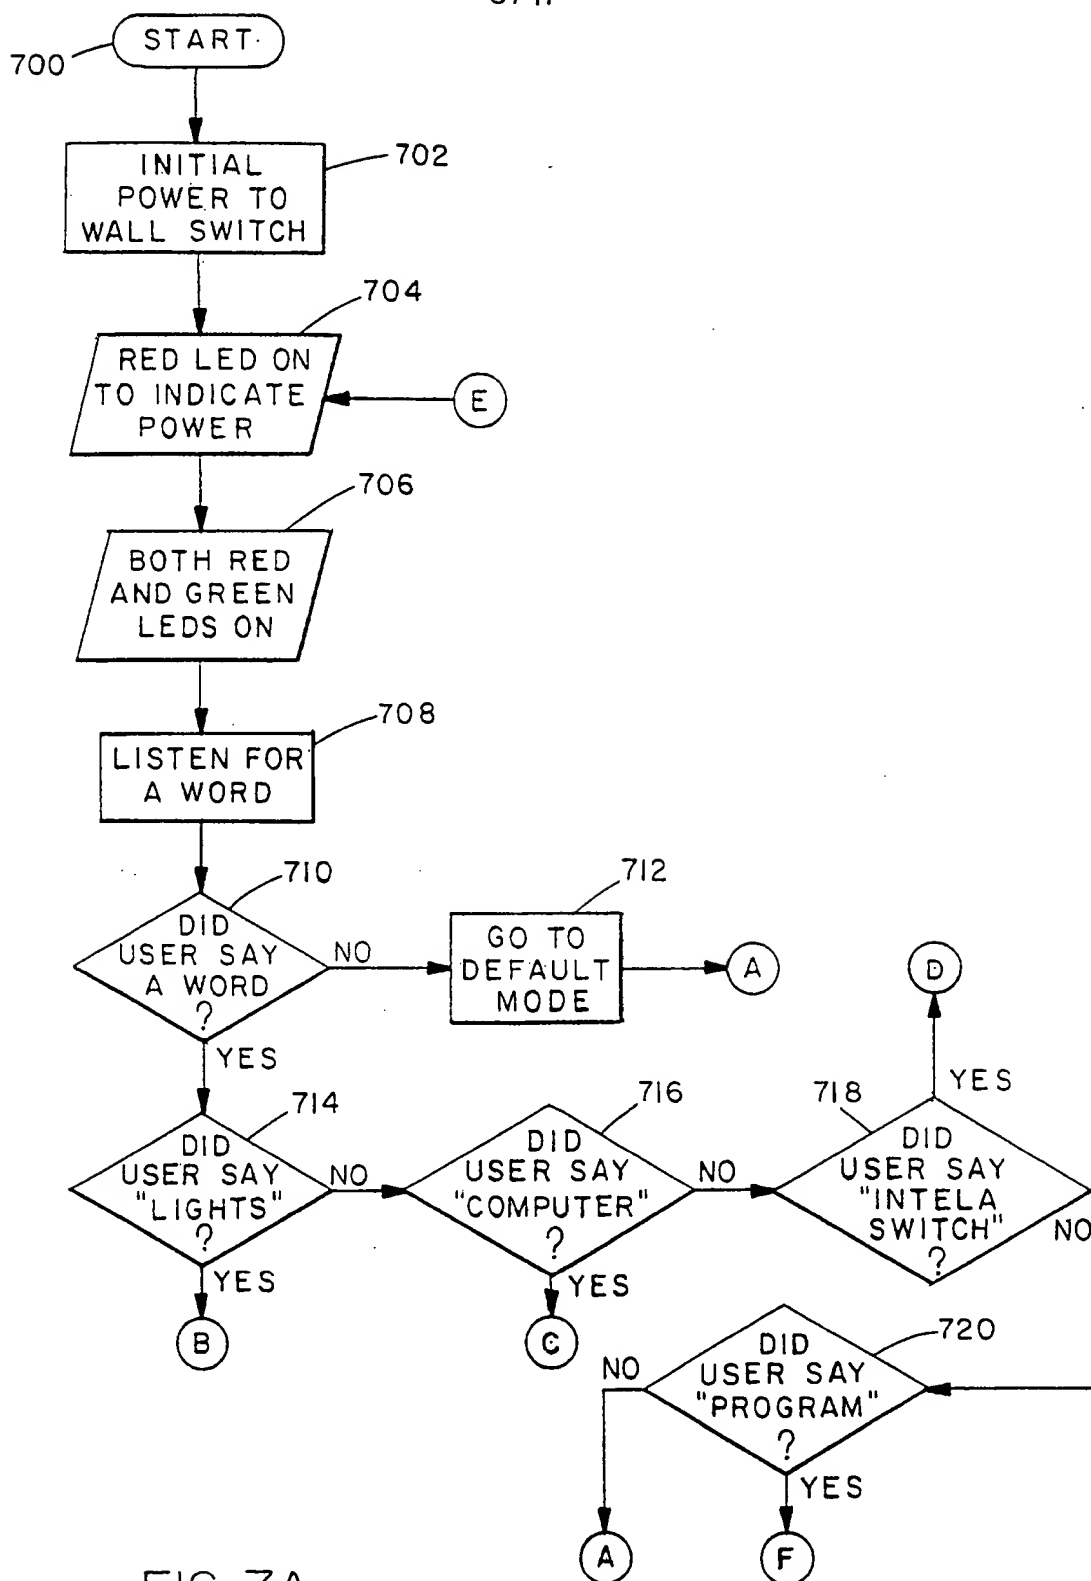 START
700
INITIAL
POWER TO
WALL SWITCH
702
704
RED LED ON
TO INDICATE
POWER
E
706
BOTH RED
AND GREEN
LEDS ON
708
LISTEN FOR
A WORD
710
DID
USER SAY
A WORD
?
NO
YES
712
GO TO
DEFAULT
MODE
A
D
714
DID
USER SAY
"LIGHTS"
?
NO
YES
B
716
DID
USER SAY
"COMPUTER"
?
NO
YES
C
718
YES
DID
USER SAY
"INTELA
SWITCH"
?
NO
720
DID
USER SAY
"PROGRAM"
?
NO
YES
A
F